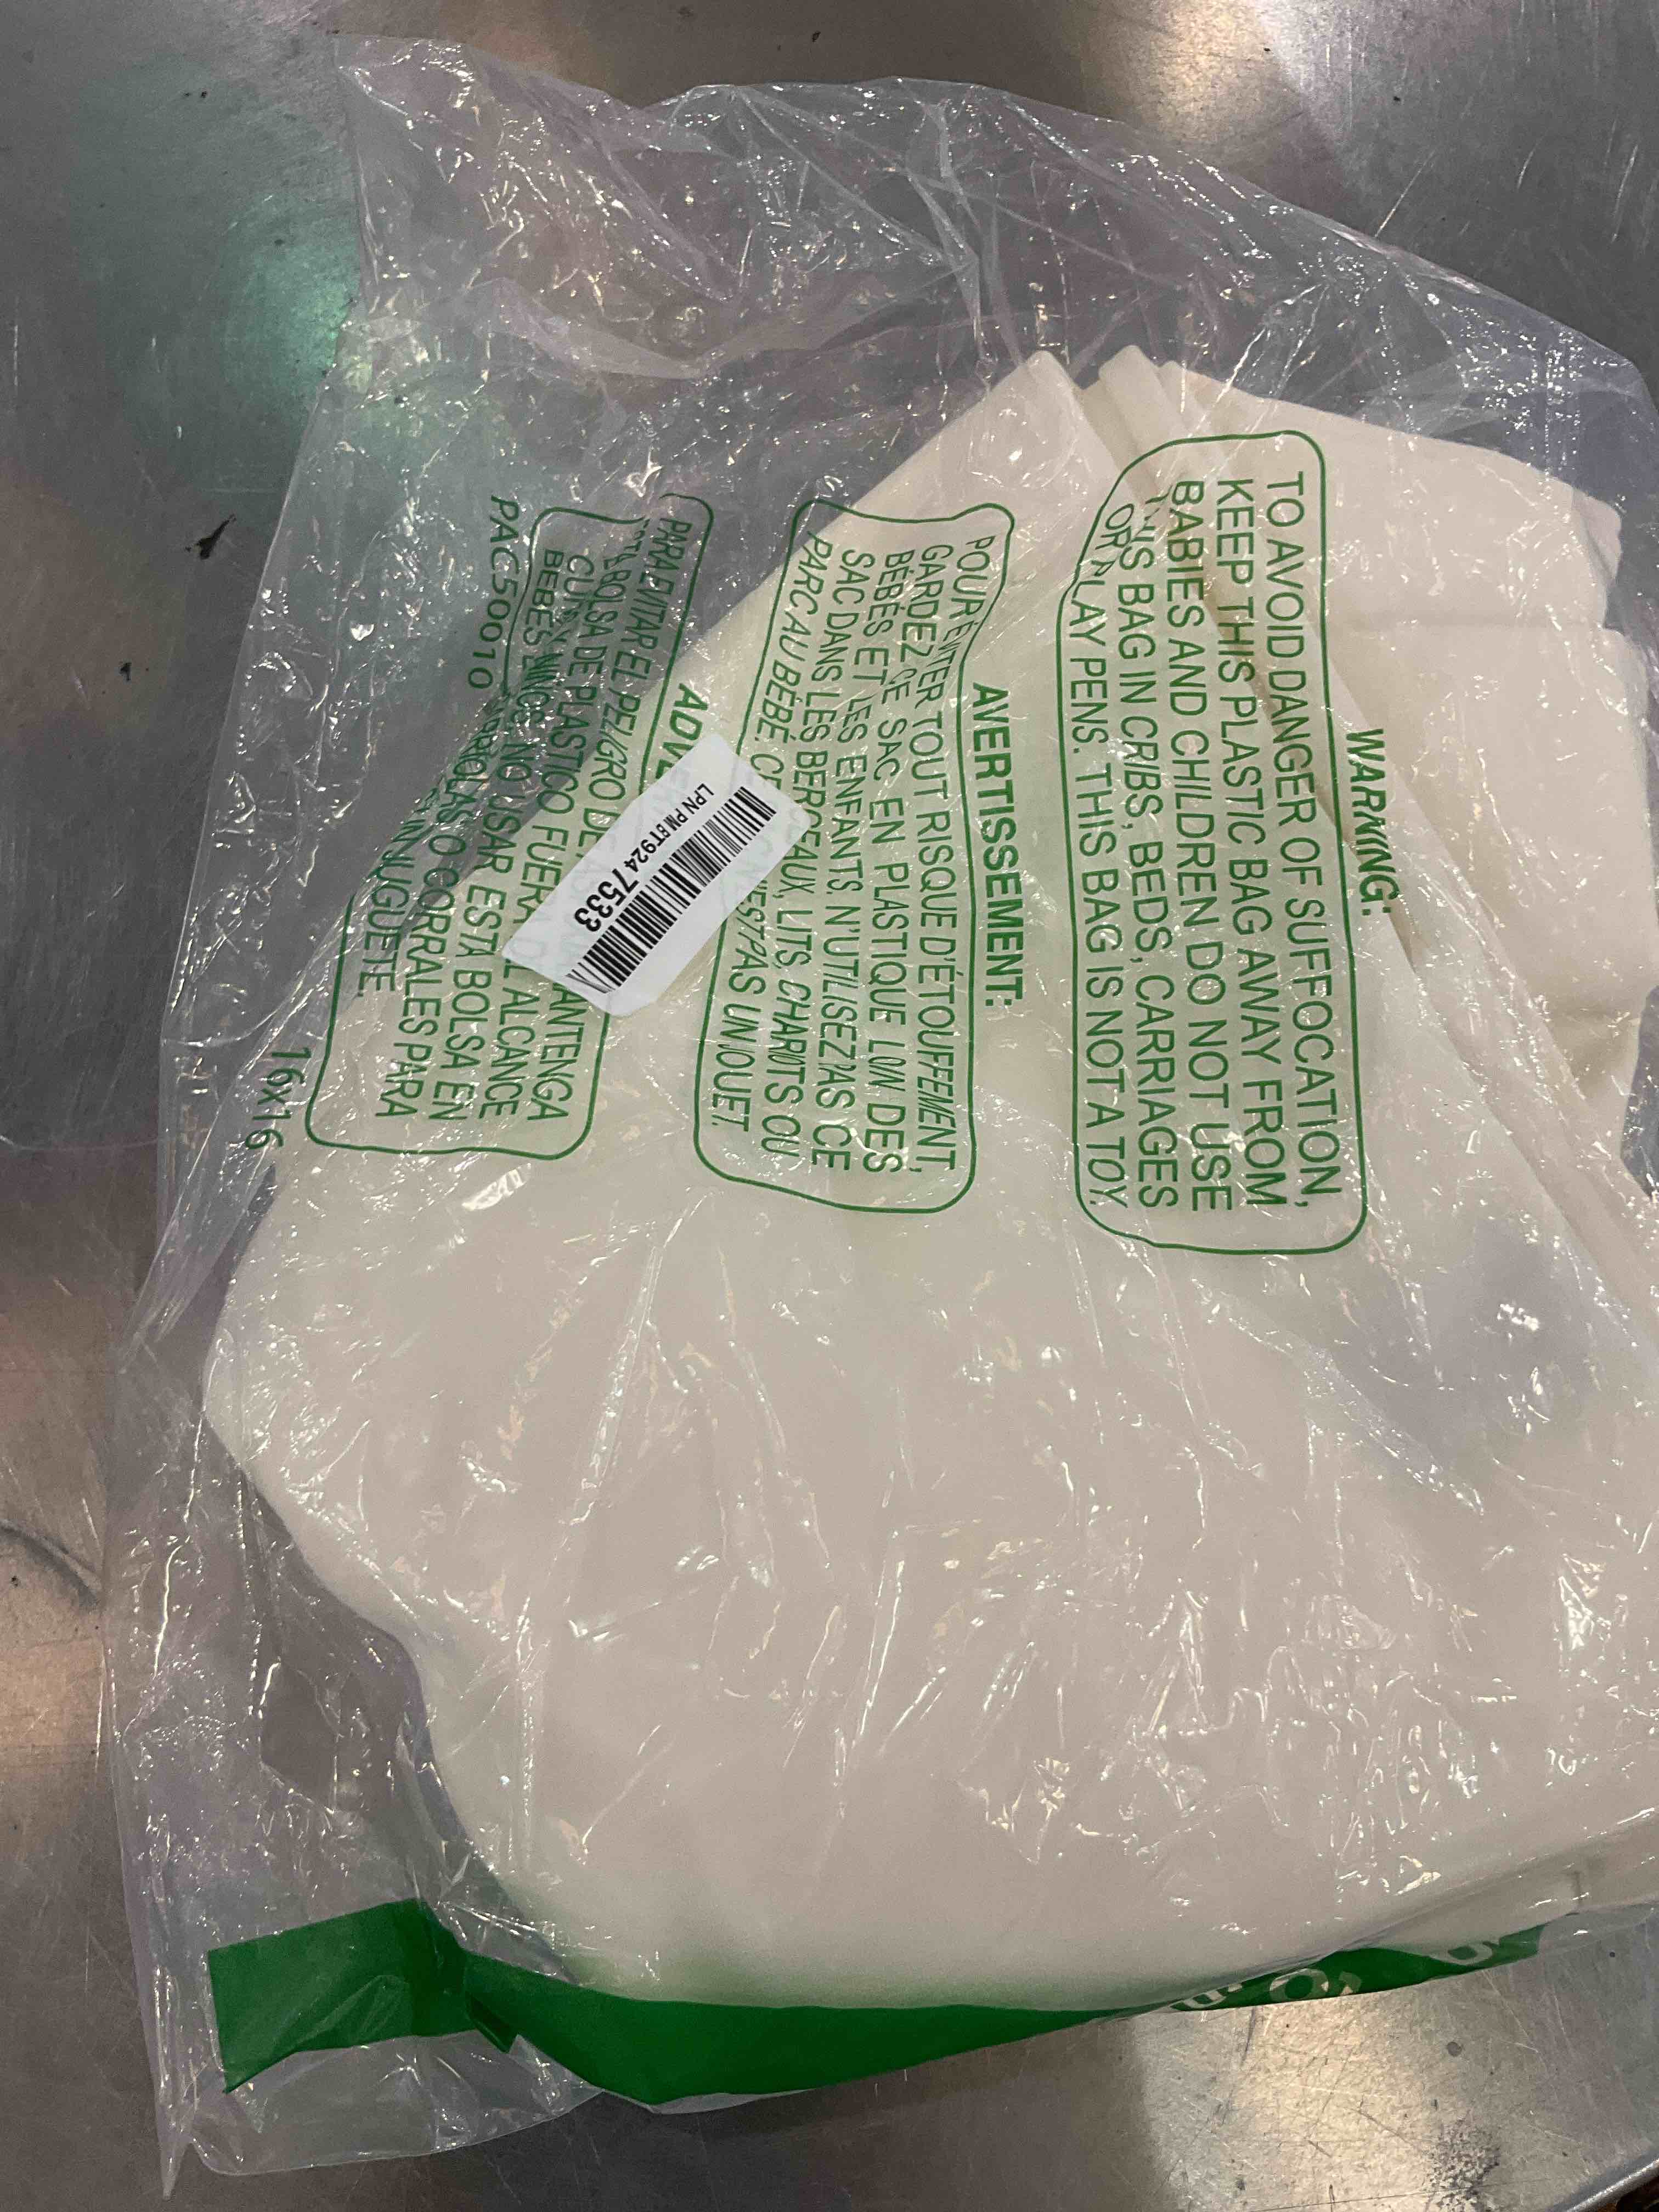 WARNING:
TO AVOID DANGER OF SUFFOCATION,
KEEP THIS PLASTIC BAG AWAY FROM
BABIES AND CHILDREN DO NOT USE
THIS BAG IN CRIBS, BEDS, CARRIAGES
OR PLAY PENS. THIS BAG IS NOT A TOY.
AVERTISSEMENT:
POUR ÉVITER TOUT RISQUE D'ÉTOUFFEMENT,
GARDEZ CE SAC EN PLASTIQUE LOIN DES
BÉBÉS ET LES ENFANTS, N'UTILISEZ PAS CE
SAC DANS LES BERCEAUX, LITS, CHARIOTS OU
PARC AU BÉBÉ. N'EST PAS UN JOUET.
PARA EVITAR EL PELIGRO DE MANTENGA
BOLSA DE PLASTICO FUERA ALCANCE
NO USAR ESTA BOLSA EN
O CORRALES PARA
BEBES JUGUETE.
PAC50010
16X16
LPN PM ET924 7533